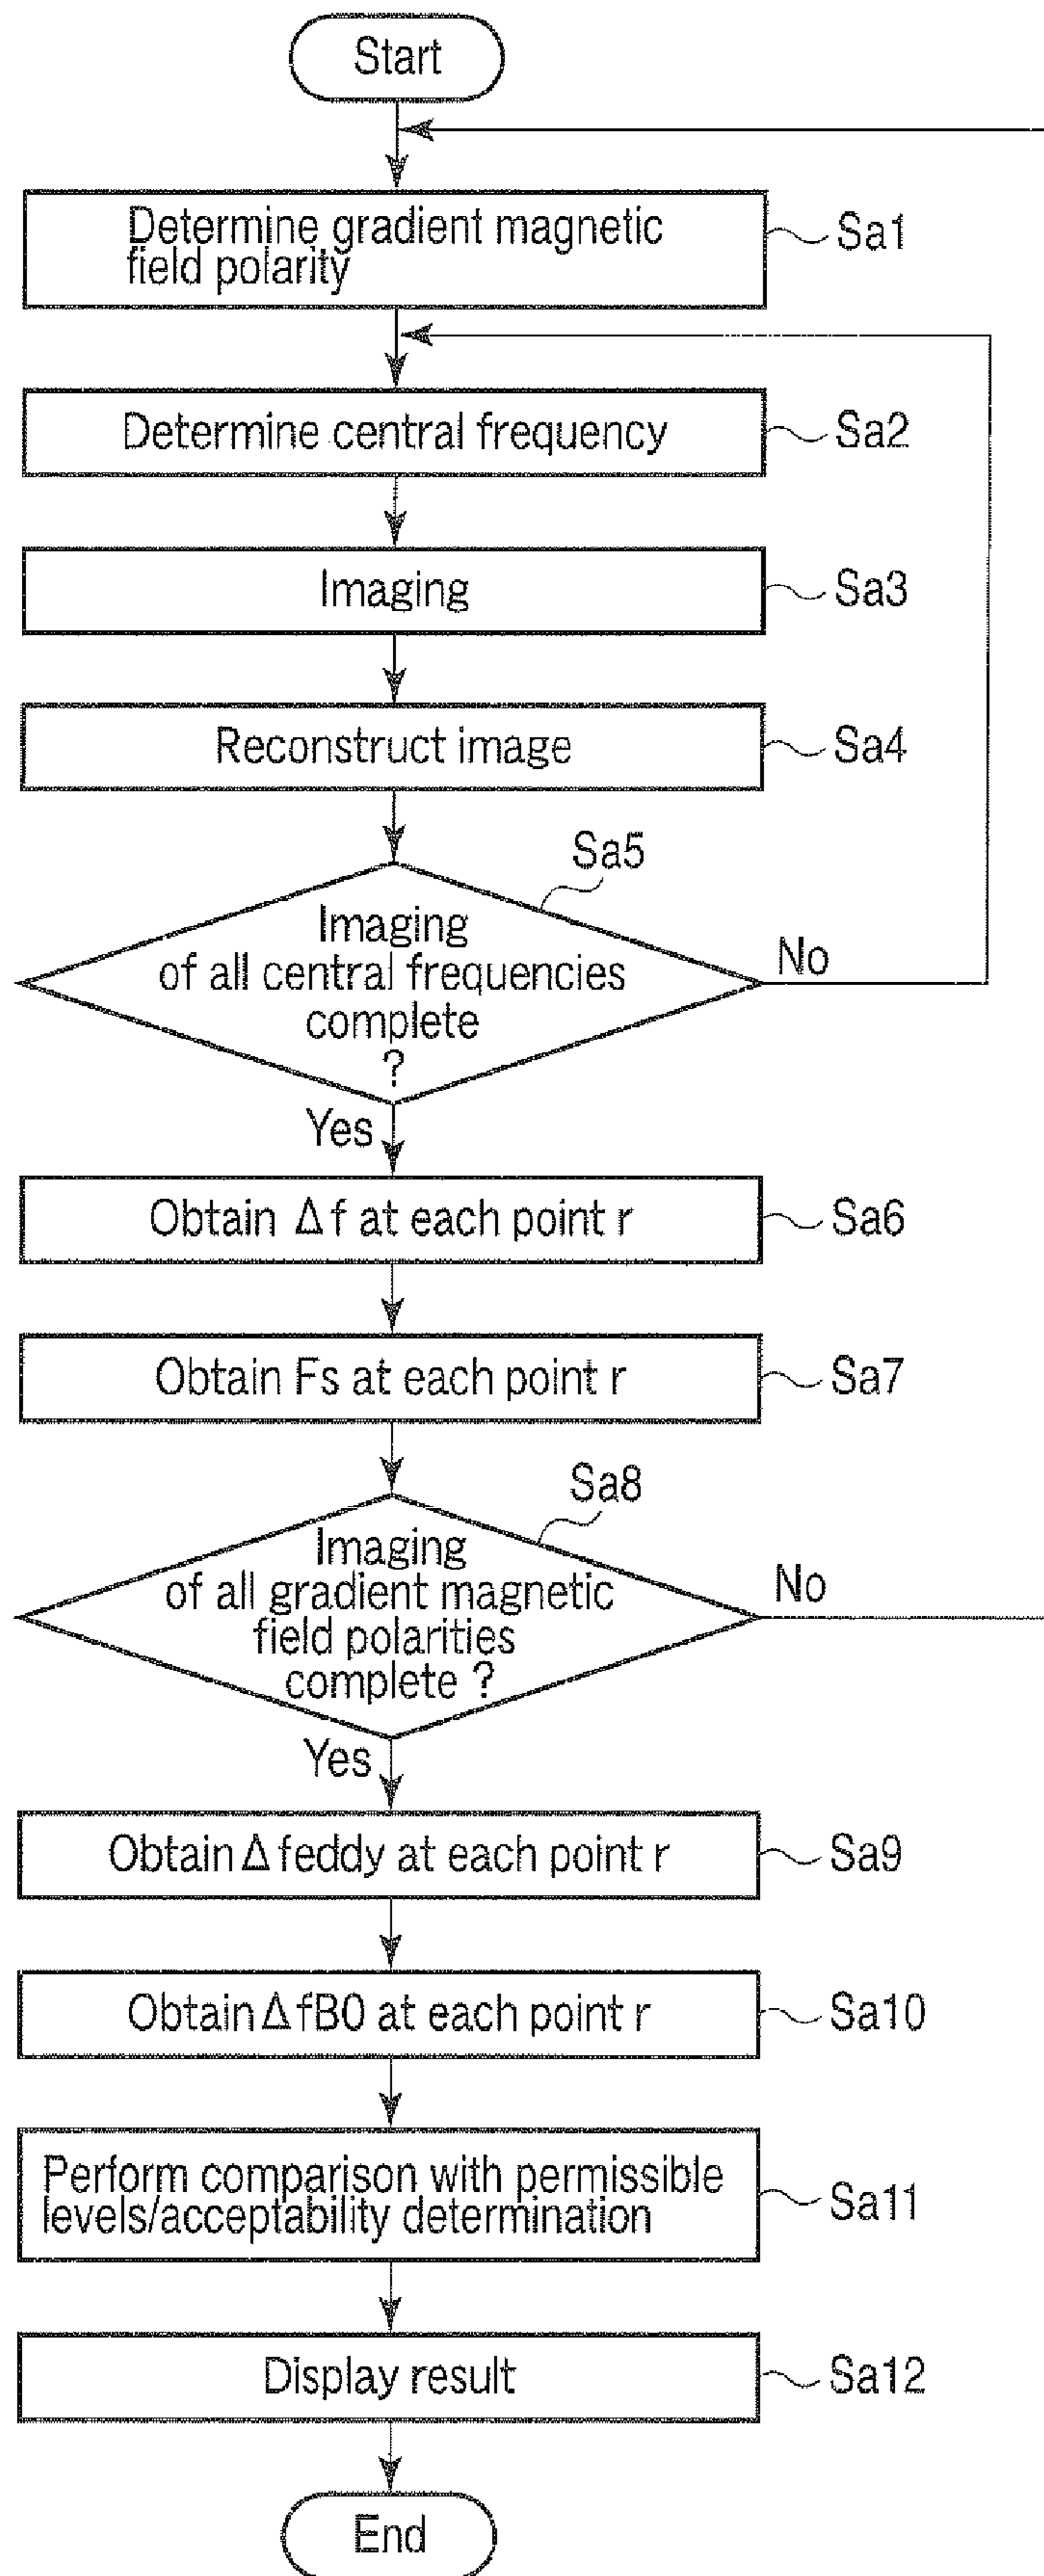 Start
Determine gradient magnetic
field polarity
Sa1
Determine central frequency
Sa2
Imaging
Sa3
Reconstruct image
Sa4
Sa5
Imaging
of all central frequencies
complete
?
No
Yes
Obtain Δf at each point r
Sa6
Obtain Fs at each point r
Sa7
Sa8
Imaging
of all gradient magnetic
field polarities
complete ?
No
Yes
Obtain Δfeddy at each point r
Sa9
Obtain ΔfB0 at each point r
Sa10
Perform comparison with permissible
levels/acceptability determination
Sa11
Display result
Sa12
End